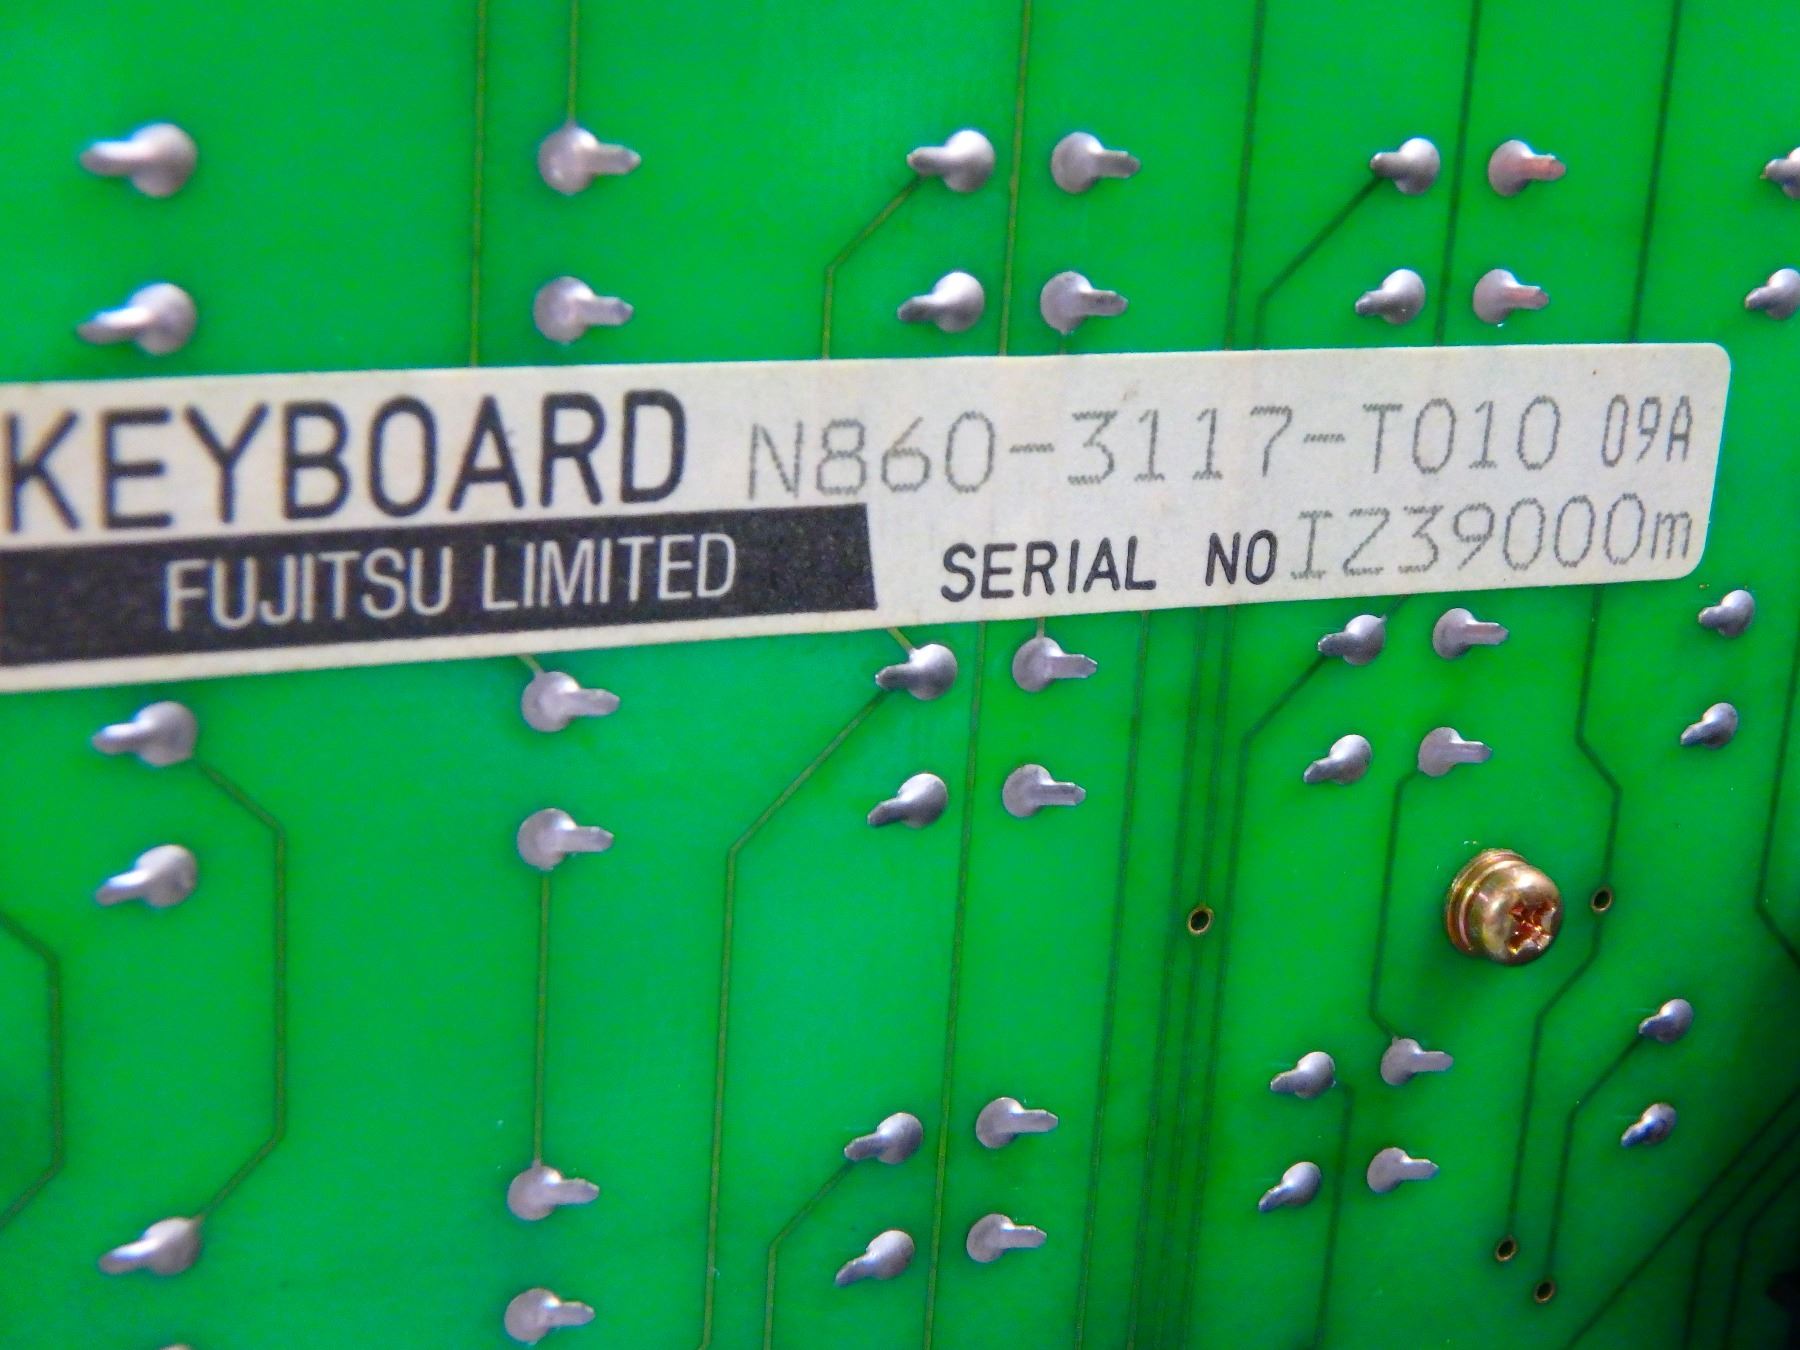 KEYBOARD N860-3117-T010 09A
FUJITSU LIMITED SERIAL NO IZ39000m